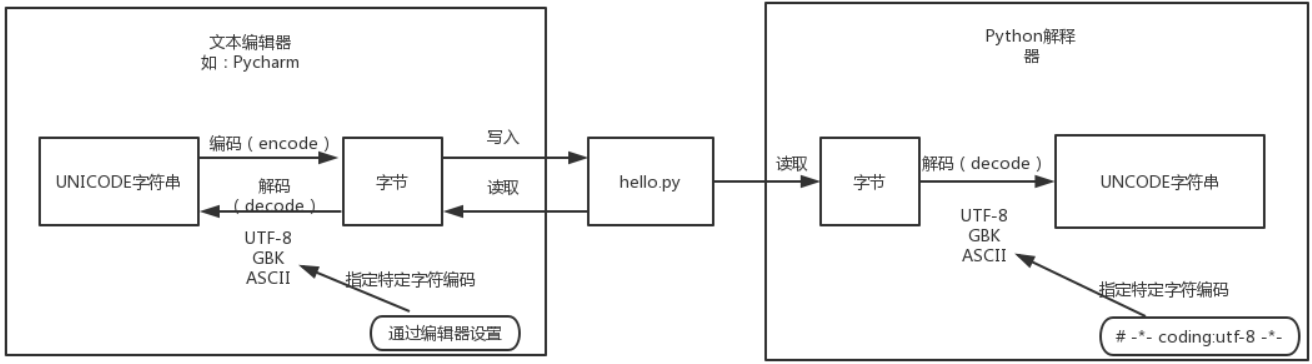 文本编辑器
如：Pycharm
编码（encode）
UNICODE字符串
解码
（decode）
字节
写入
读取
UTF-8
GBK
ASCII
指定特定字符编码
通过编辑器设置
hello.py
读取
Python解释
器
字节
解码（decode）
UNCODE字符串
UTF-8
GBK
ASCII
指定特定字符编码
# -*- coding:utf-8 -*-